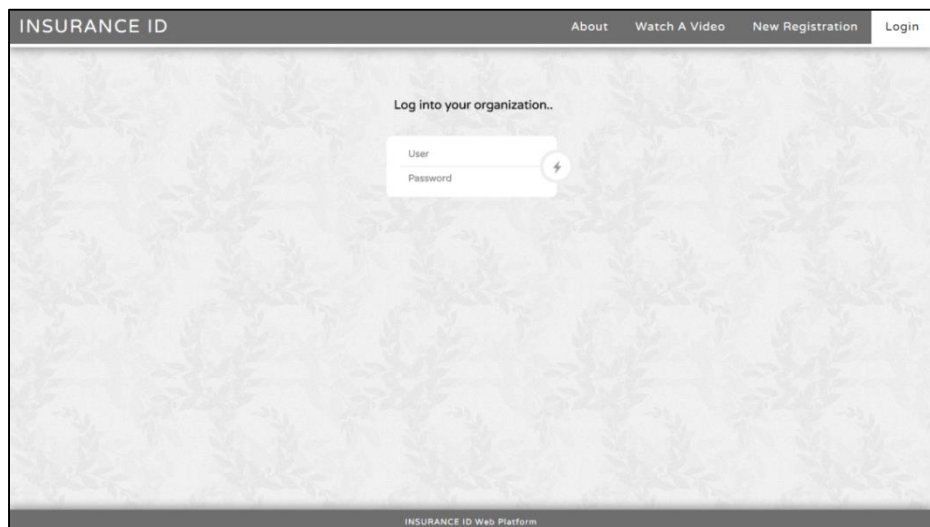 INSURANCE ID About Watch A Video New Registration Login
Log into your organization..
User
Password
INSURANCE ID Web Platform